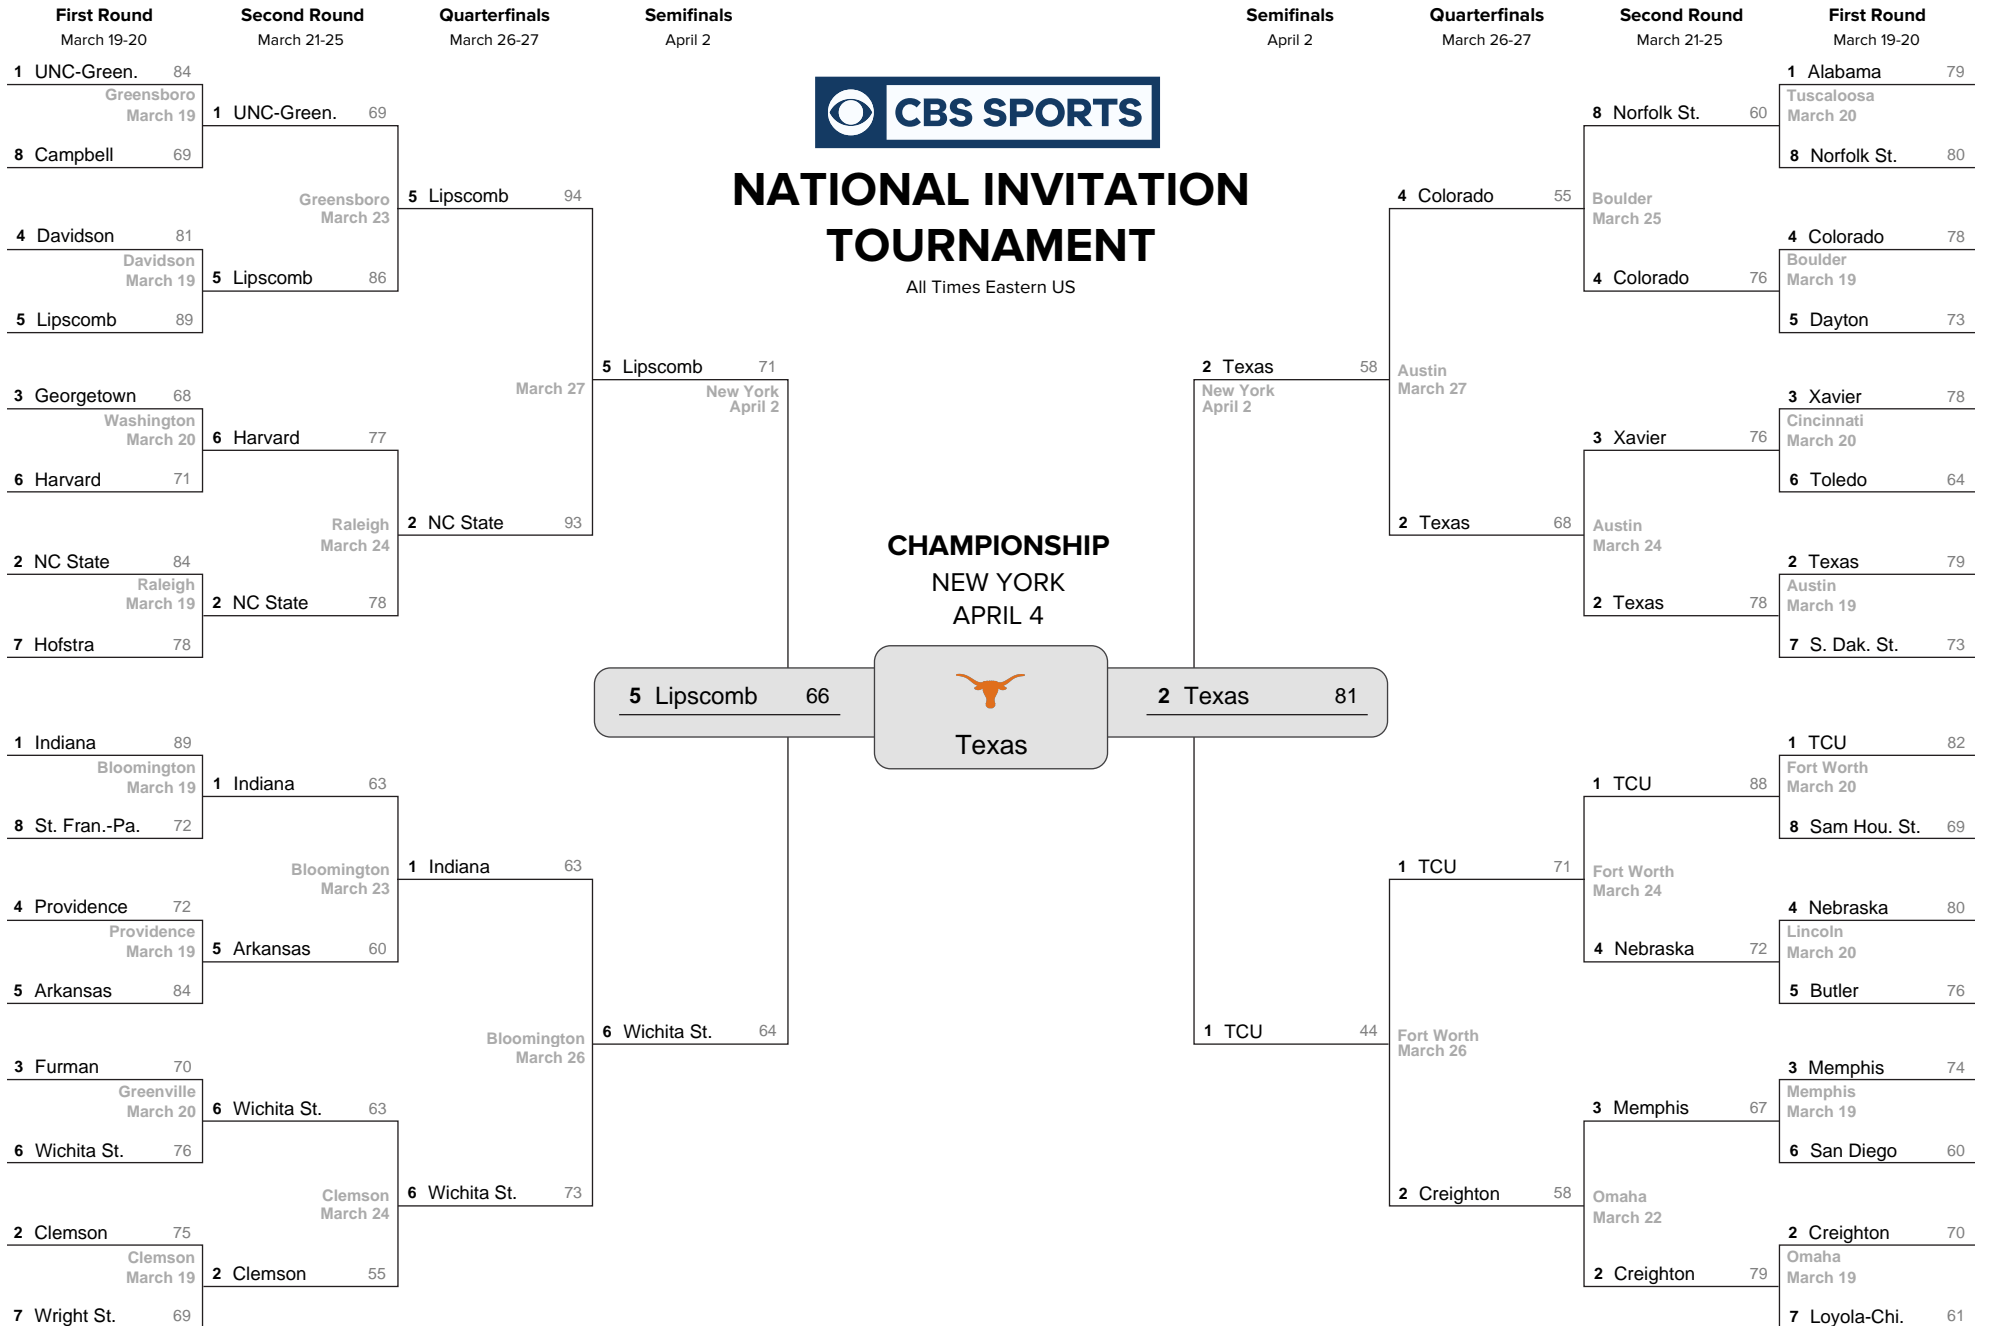 First Round
March 19-20
Second Round
March 21-25
Quarterfinals
March 26-27
Semifinals
April 2
Semifinals
April 2
Quarterfinals
March 26-27
Second Round
March 21-25
First Round
March 19-20
CBS SPORTS
NATIONAL INVITATION
TOURNAMENT
All Times Eastern US
1 UNC-Green. 84
Greensboro
March 19
8 Campbell 69
4 Davidson 81
Davidson
March 19
5 Lipscomb 89
3 Georgetown 68
Washington
March 20
6 Harvard 71
2 NC State 84
Raleigh
March 19
7 Hofstra 78
1 Indiana 89
Bloomington
March 19
8 St. Fran.-Pa. 72
4 Providence 72
Providence
March 19
5 Arkansas 84
3 Furman 70
Greenville
March 20
6 Wichita St. 76
2 Clemson 75
Clemson
March 19
7 Wright St. 69
1 UNC-Green. 69
Greensboro
March 23
5 Lipscomb 86
6 Harvard 77
Raleigh
March 24
2 NC State 78
1 Indiana 63
Bloomington
March 23
5 Arkansas 60
6 Wichita St. 63
Clemson
March 24
2 Clemson 55
5 Lipscomb 94
March 27
2 NC State 93
1 Indiana 63
Bloomington
March 26
6 Wichita St. 73
5 Lipscomb 71
New York
April 2
6 Wichita St. 64
CHAMPIONSHIP
NEW YORK
APRIL 4
5 Lipscomb 66
Texas
2 Texas 81
2 Texas 58
New York
April 2
1 TCU 44
4 Colorado 55
Austin
March 27
2 Texas 68
1 TCU 71
Fort Worth
March 26
2 Creighton 58
8 Norfolk St. 60
Boulder
March 25
4 Colorado 76
3 Xavier 76
Austin
March 24
2 Texas 78
1 TCU 88
Fort Worth
March 24
4 Nebraska 72
3 Memphis 67
Omaha
March 22
2 Creighton 79
1 Alabama 79
Tuscaloosa
March 20
8 Norfolk St. 80
4 Colorado 78
Boulder
March 19
5 Dayton 73
3 Xavier 78
Cincinnati
March 20
6 Toledo 64
2 Texas 79
Austin
March 19
7 S. Dak. St. 73
1 TCU 82
Fort Worth
March 20
8 Sam Hou. St. 69
4 Nebraska 80
Lincoln
March 20
5 Butler 76
3 Memphis 74
Memphis
March 19
6 San Diego 60
2 Creighton 70
Omaha
March 19
7 Loyola-Chi. 61